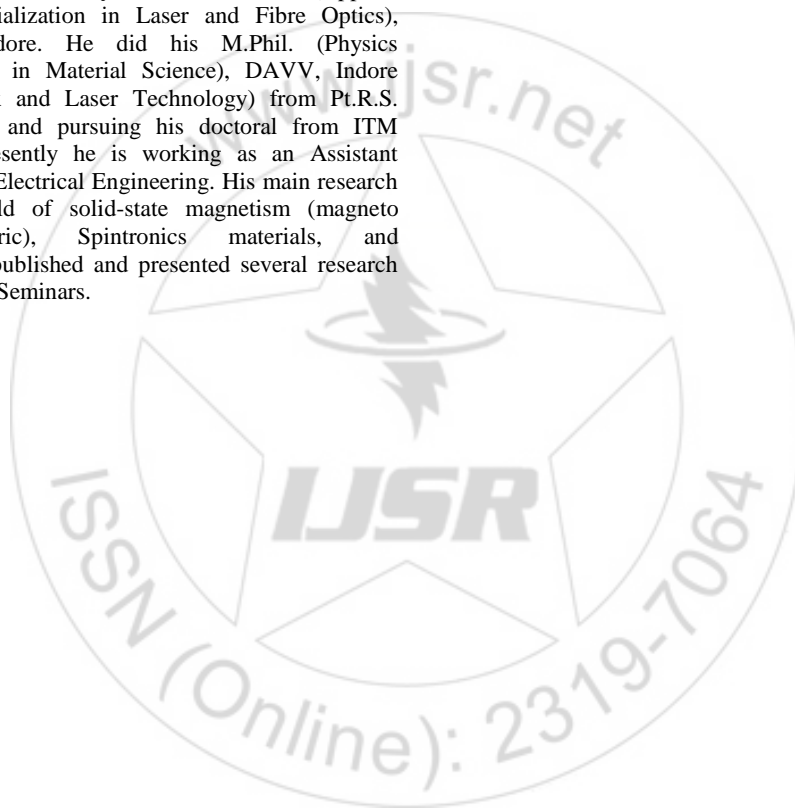 ialization in Laser and Fibre Optics),
dore. He did his M.Phil. (Physics
in Material Science), DAVV, Indore
and Laser Technology) from Pt.R.S.
and pursuing his doctoral from ITM
esently he is working as an Assistant
Electrical Engineering. His main research
ld of solid-state magnetism (magneto
ric), Spintronics materials, and
published and presented several research
Seminars.
www.ijsr.net
IJSR
ISSN (Online): 2319-7064